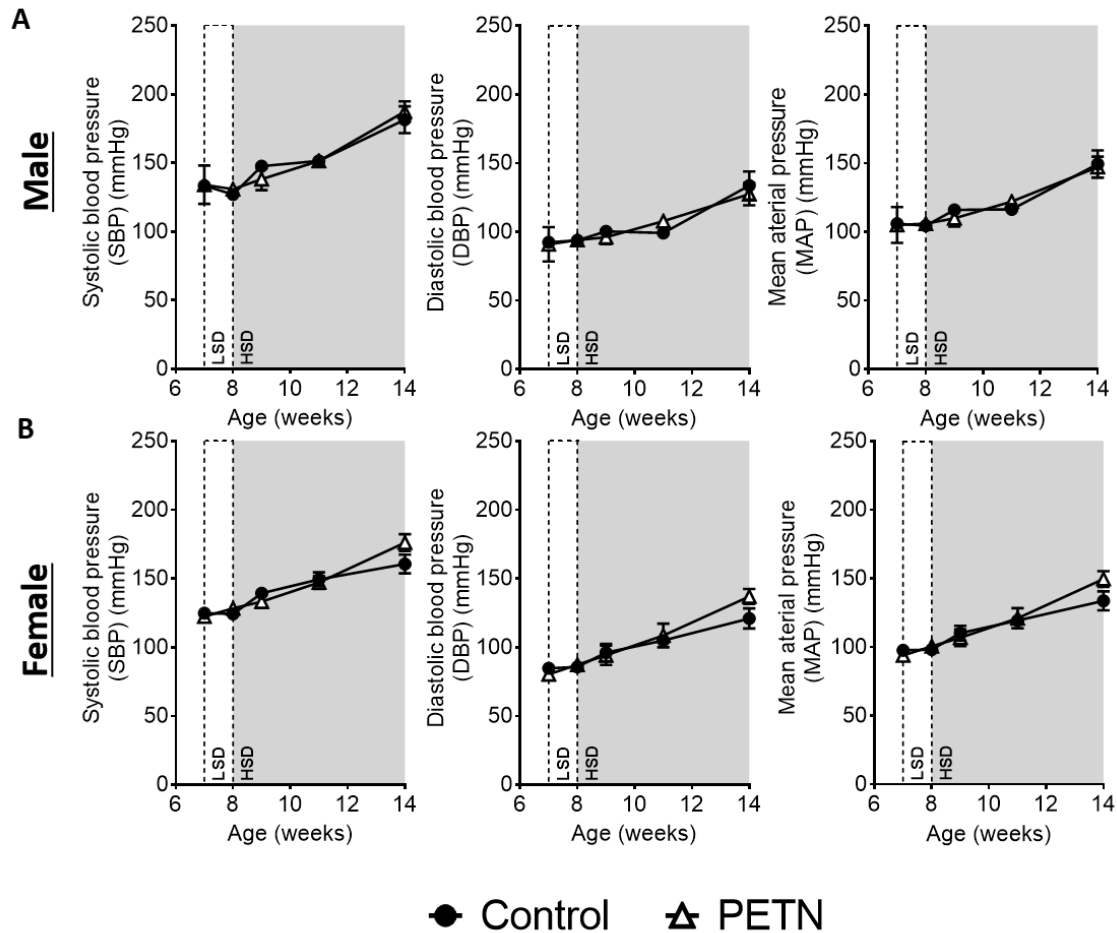 A
Male
Systolic blood pressure
(SBP) (mmHg)
250
200
150
100
50
0
LSD
HSD
6 8 10 12 14
Age (weeks)
Diastolic blood pressure
(DBP) (mmHg)
250
200
150
100
50
0
LSD
HSD
6 8 10 12 14
Age (weeks)
Mean aterial pressure
(MAP) (mmHg)
250
200
150
100
50
0
LSD
HSD
6 8 10 12 14
Age (weeks)
B
Female
Systolic blood pressure
(SBP) (mmHg)
250
200
150
100
50
0
LSD
HSD
6 8 10 12 14
Age (weeks)
Diastolic blood pressure
(DBP) (mmHg)
250
200
150
100
50
0
LSD
HSD
6 8 10 12 14
Age (weeks)
Mean aterial pressure
(MAP) (mmHg)
250
200
150
100
50
0
LSD
HSD
6 8 10 12 14
Age (weeks)
Control PETN